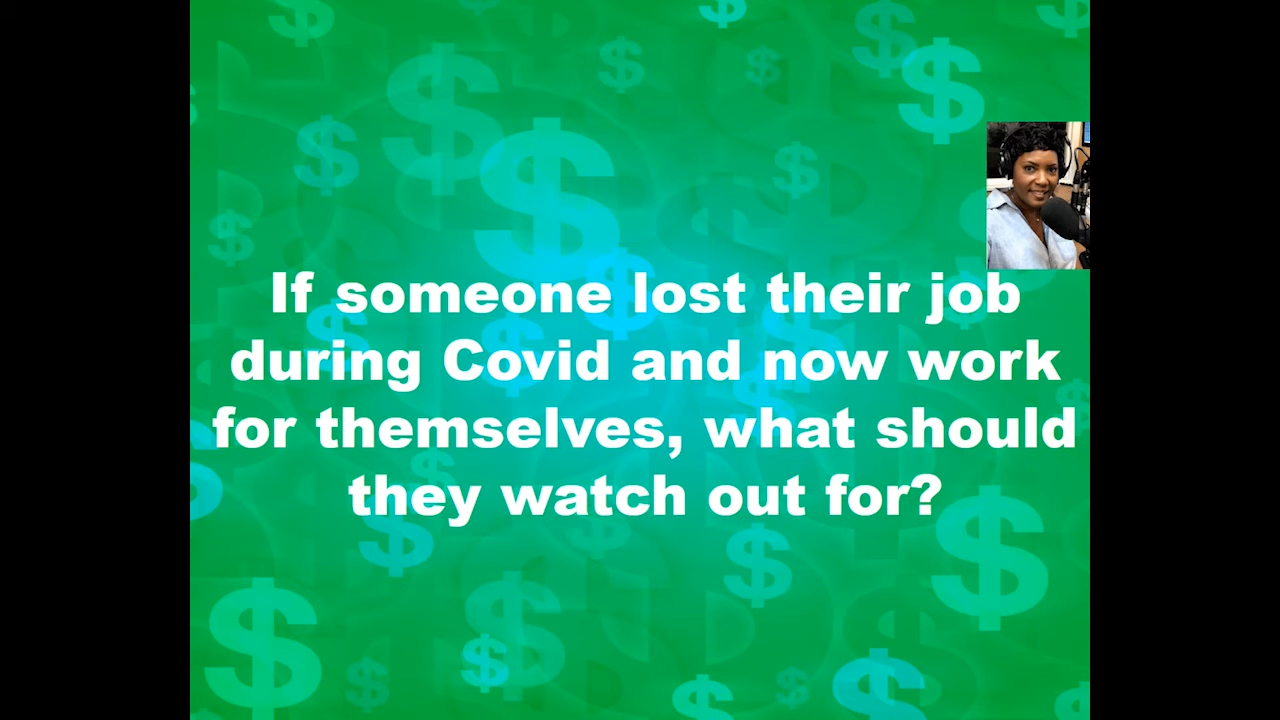 If someone lost their job
during Covid and now work
for themselves, what should
they watch out for?